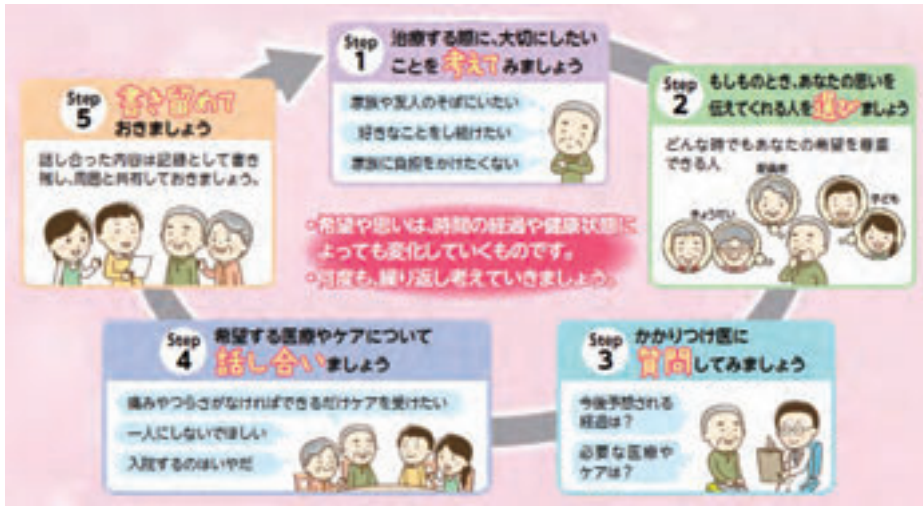 Step
1
治療する際に、大切にしたい
ことを考えてみましょう
家族や友人のそばにいたい
好きなことをし続けたい
家族に負担をかけたくない
Step
2
もしものとき、あなたの思いを
伝えてくれる人を選びましょう
どんな時でもあなたの希望を尊重
できる人
配偶者
きょうだい
子ども
Step
3
かかりつけ医に
質問してみましょう
今後予想される
経過は?
必要な医療や
ケアは?
Step
4
希望する医療やケアについて
話し合いましょう
痛みやつらさがなければできるだけケアを受けたい
一人にしないでほしい
入院するのはいやだ
Step
5
書き留めて
おきましょう
話し合った内容は記録として書き
残し、周囲と共有しておきましょう。
・希望や思いは、時間の経過や健康状態に
よっても変化していくものです。
・何度も、繰り返し考えていきましょう。